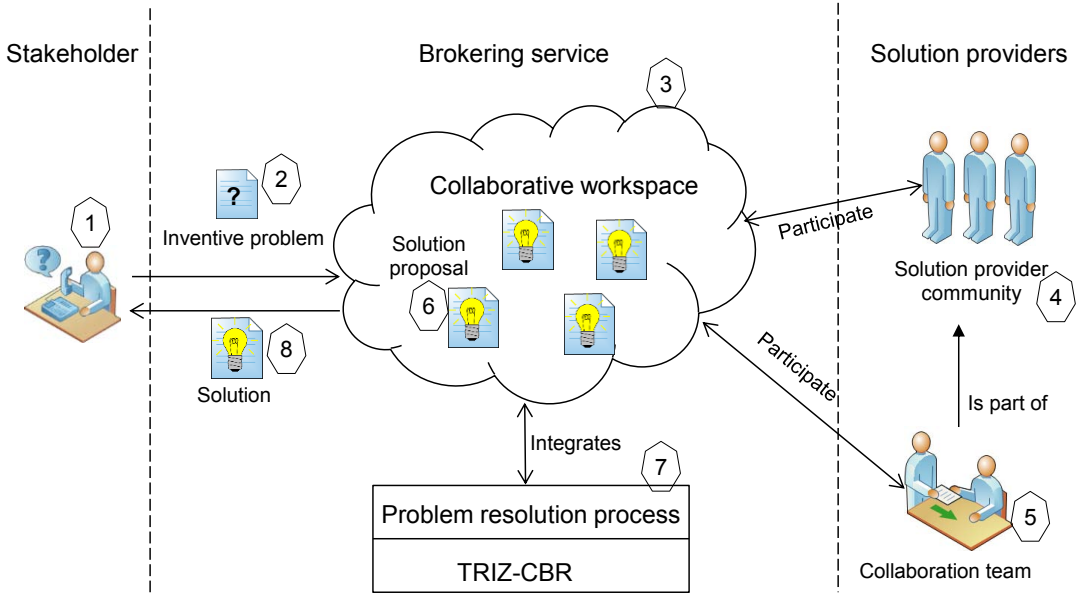 Stakeholder
Brokering service
Solution providers
3
2
?
Collaborative workspace
1
Inventive problem
Participate
?
Solution
proposal
Solution provider
community
4
6
8
Solution
Participate
Is part of
Integrates
7
Problem resolution process
5
TRIZ-CBR
Collaboration team